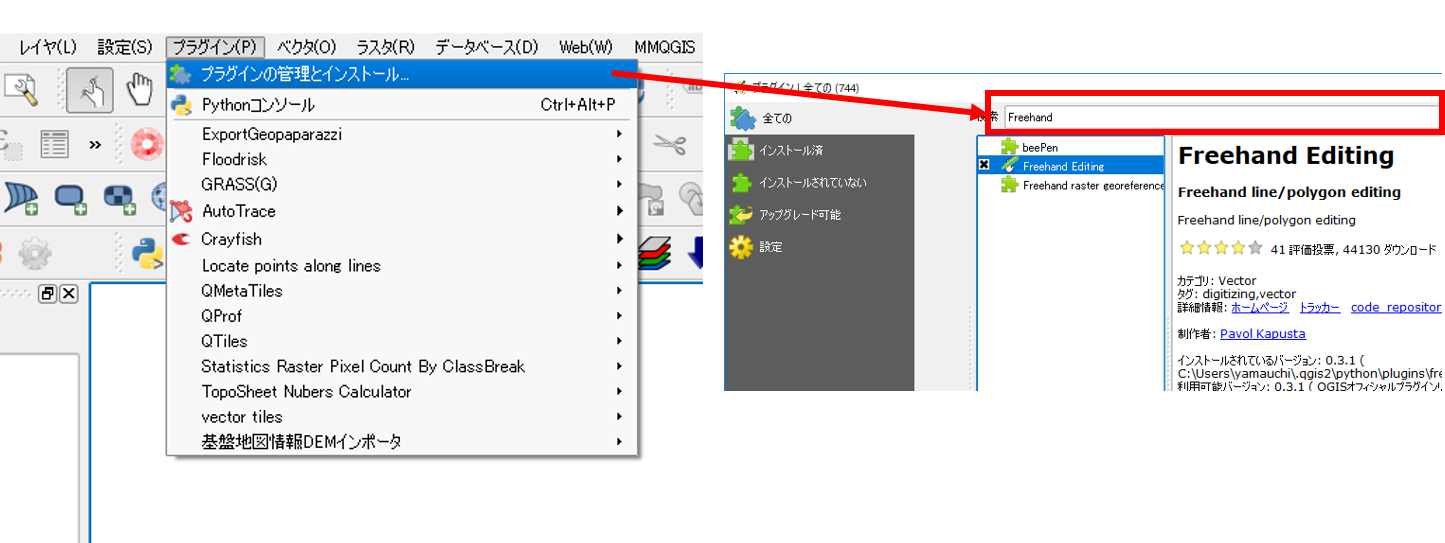 レイヤ(L) 設定(S) プラグイン(P) ベクタ(O) ラスタ(R) データベース(D) Web(W) MMQGIS
プラグインの管理とインストール...
Pythonコンソール Ctrl+Alt+P
ExportGeopaparazzi
Floodrisk
GRASS(G)
AutoTrace
Crayfish
Locate points along lines
QMetaTiles
QProf
QTiles
Statistics Raster Pixel Count By ClassBreak
TopoSheet Nubers Calculator
vector tiles
基盤地図情報DEMインポータ
プラグイン | 全ての (744)
全ての
インストール済
インストールされていない
アップグレード可能
設定
検索 Freehand
beePen
Freehand Editing
Freehand raster georeference
Freehand Editing
Freehand line/polygon editing
Freehand line/polygon editing
41 評価投票, 44130 ダウンロード
カテゴリ: Vector
タグ: digitizing,vector
詳細情報: ホームページ トラッカー code_repositor
制作者: Pavol Kapusta
インストールされているバージョン: 0.3.1 (
C:\Users\yamauchi\.qgis2\python\plugins\fre
利用可能バージョン: 0.3.1 ( QGISオフィシャルプラグインリ